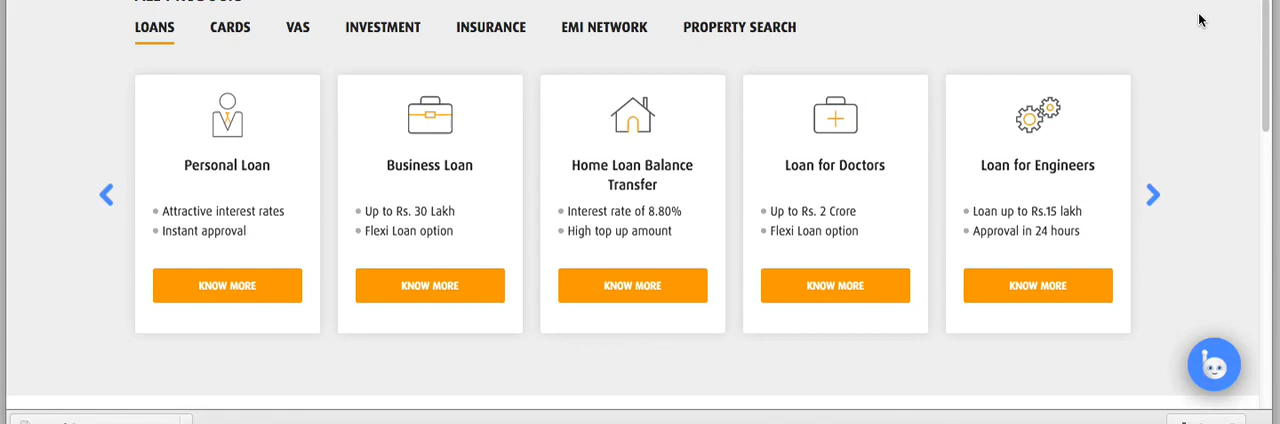 LOANS CARDS VAS INVESTMENT INSURANCE EMI NETWORK PROPERTY SEARCH
Personal Loan
Attractive interest rates
Instant approval
KNOW MORE
Business Loan
Up to Rs. 30 Lakh
Flexi Loan option
KNOW MORE
Home Loan Balance
Transfer
Interest rate of 8.80%
High top up amount
KNOW MORE
Loan for Doctors
Up to Rs. 2 Crore
Flexi Loan option
KNOW MORE
Loan for Engineers
Loan up to Rs.15 lakh
Approval in 24 hours
KNOW MORE